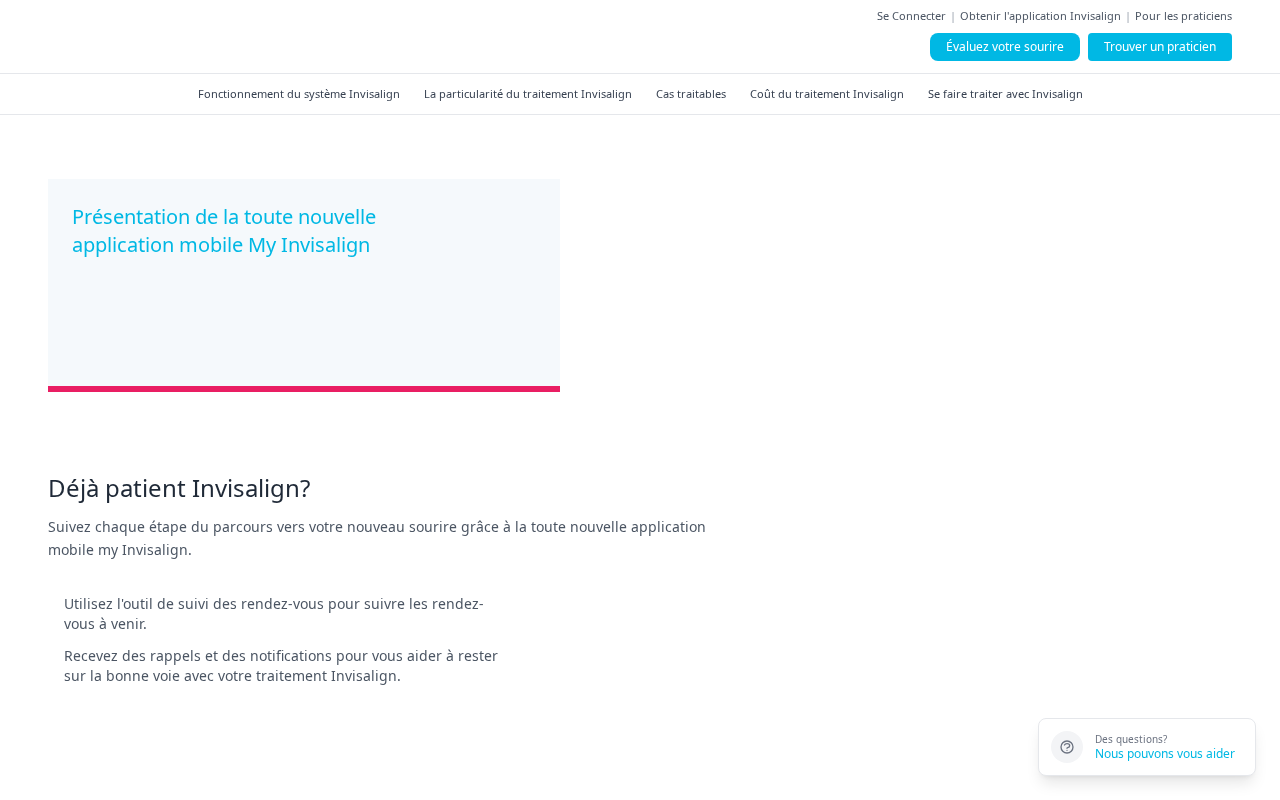 Se Connecter | Obtenir l'application Invisalign | Pour les praticiens
Évaluez votre sourire
Trouver un praticien
Fonctionnement du système Invisalign
La particularité du traitement Invisalign
Cas traitables
Coût du traitement Invisalign
Se faire traiter avec Invisalign
Présentation de la toute nouvelle
application mobile My Invisalign
Déjà patient Invisalign?
Suivez chaque étape du parcours vers votre nouveau sourire grâce à la toute nouvelle application
mobile my Invisalign.
Utilisez l'outil de suivi des rendez-vous pour suivre les rendez-
vous à venir.
Recevez des rappels et des notifications pour vous aider à rester
sur la bonne voie avec votre traitement Invisalign.
Des questions?
Nous pouvons vous aider